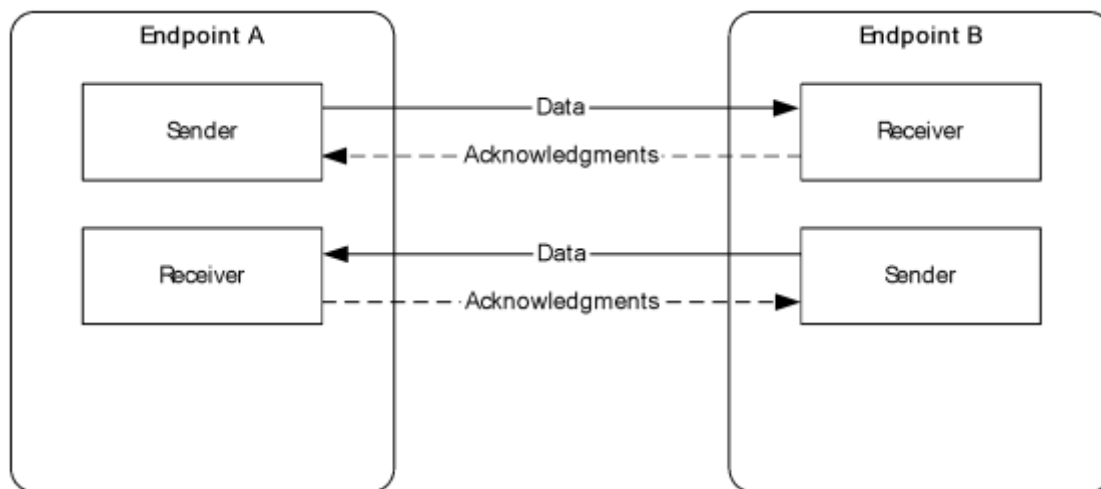 Endpoint A
Endpoint B
Sender
Data
Receiver
Acknowledgments
Receiver
Data
Sender
Acknowledgments